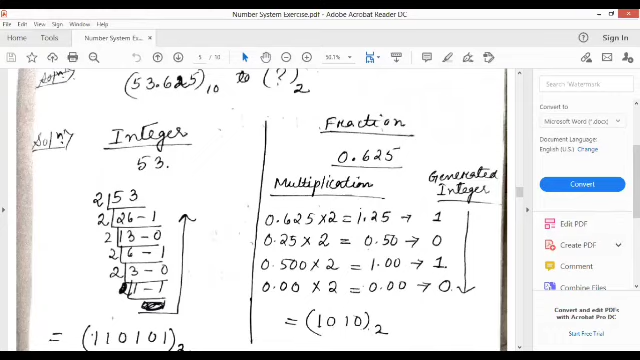 Number System Exercise.pdf - Adobe Acrobat Reader DC
File Edit View Sign Window Help
Home Tools Number System Exer... × Sign In
5 / 10
Soln:
(53.625)10 to (?)2
Soln:
Integer
53.
2 53
2 26 - 1
2 13 - 0
2 6 - 1
2 3 - 0
2 1 - 1
= (110101)2
Fraction
0.625
Multiplication Generated Integer
0.625 × 2 = 1.25 → 1
0.25 × 2 = 0.50 → 0
0.500 × 2 = 1.00 → 1
0.00 × 2 = 0.00 → 0
= (1010)2
Search 'Watermark'
Convert to
Microsoft Word (*.docx)
Document Language:
English (U.S.) Change
Convert
Edit PDF
Create PDF
Comment
Combine Files
Convert and edit PDFs
with Acrobat Pro DC
Start Free Trial